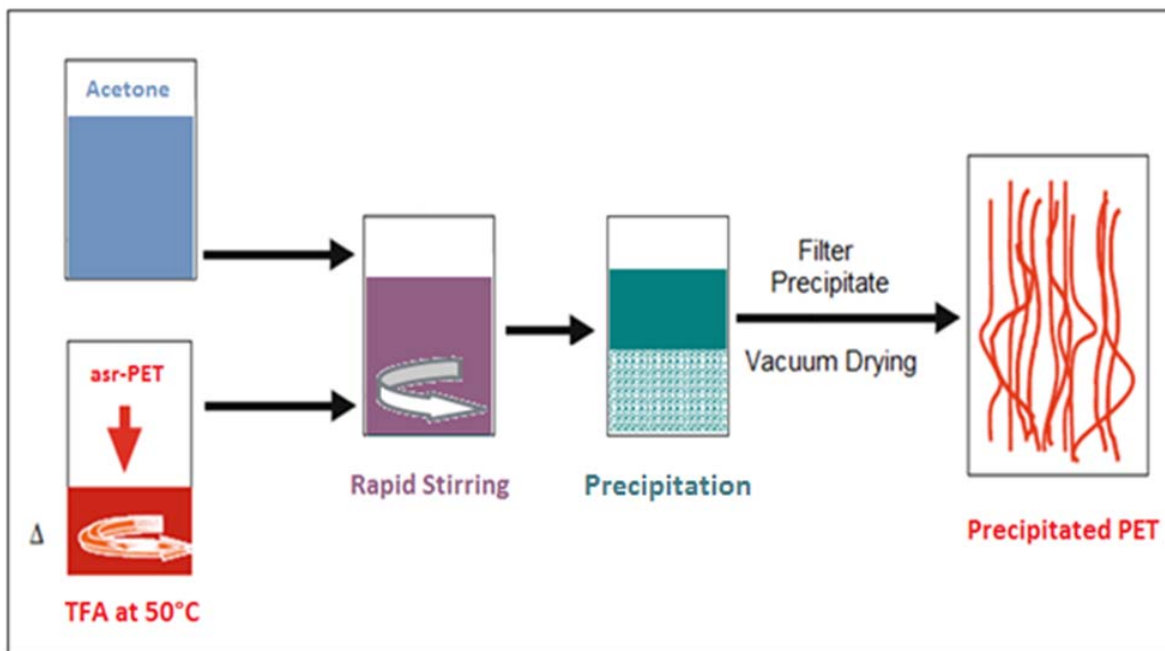 Acetone
asr-PET
Δ
TFA at 50°C
Rapid Stirring
Precipitation
Filter
Precipitate
Vacuum Drying
Precipitated PET